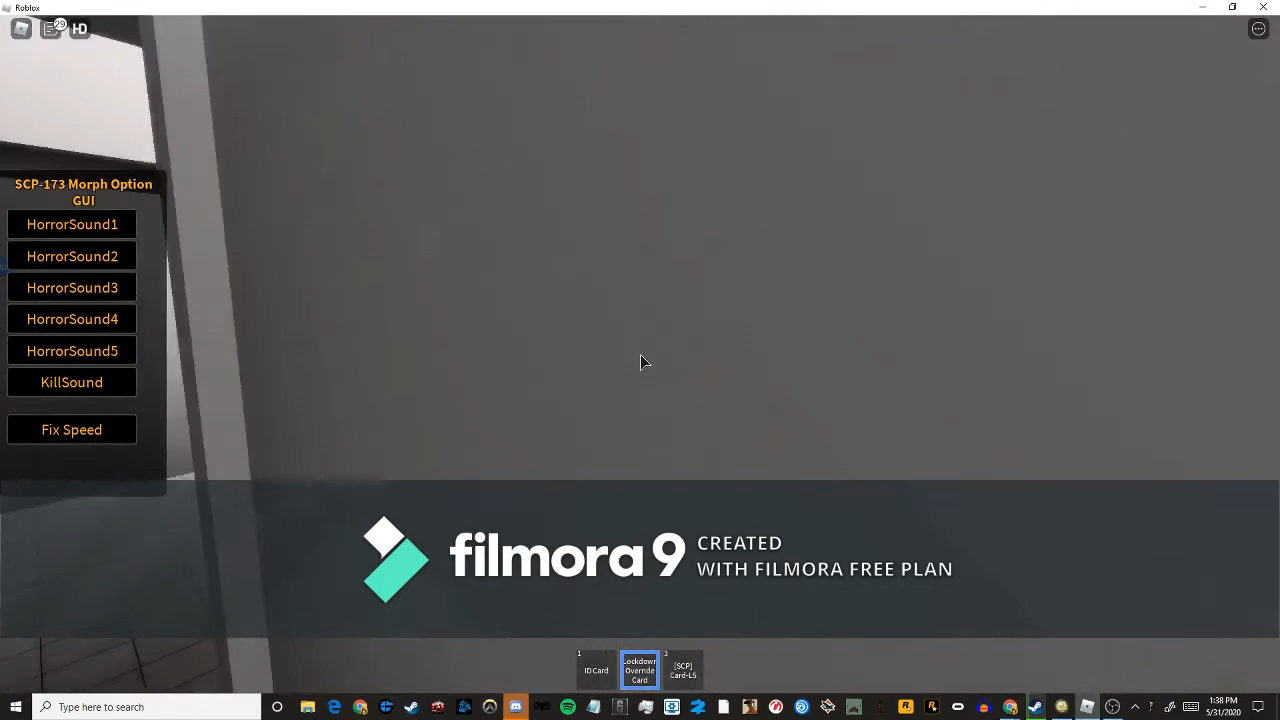 Roblox
29
HD
SCP-173 Morph Option
GUI
HorrorSound1
HorrorSound2
HorrorSound3
HorrorSound4
HorrorSound5
KillSound
Fix Speed
filmora 9
CREATED
WITH FILMORA FREE PLAN
1
ID Card
Lockdown
Override
Card
3
[SCP]
Card-L5
Type here to search
1:38 PM
5/31/2020